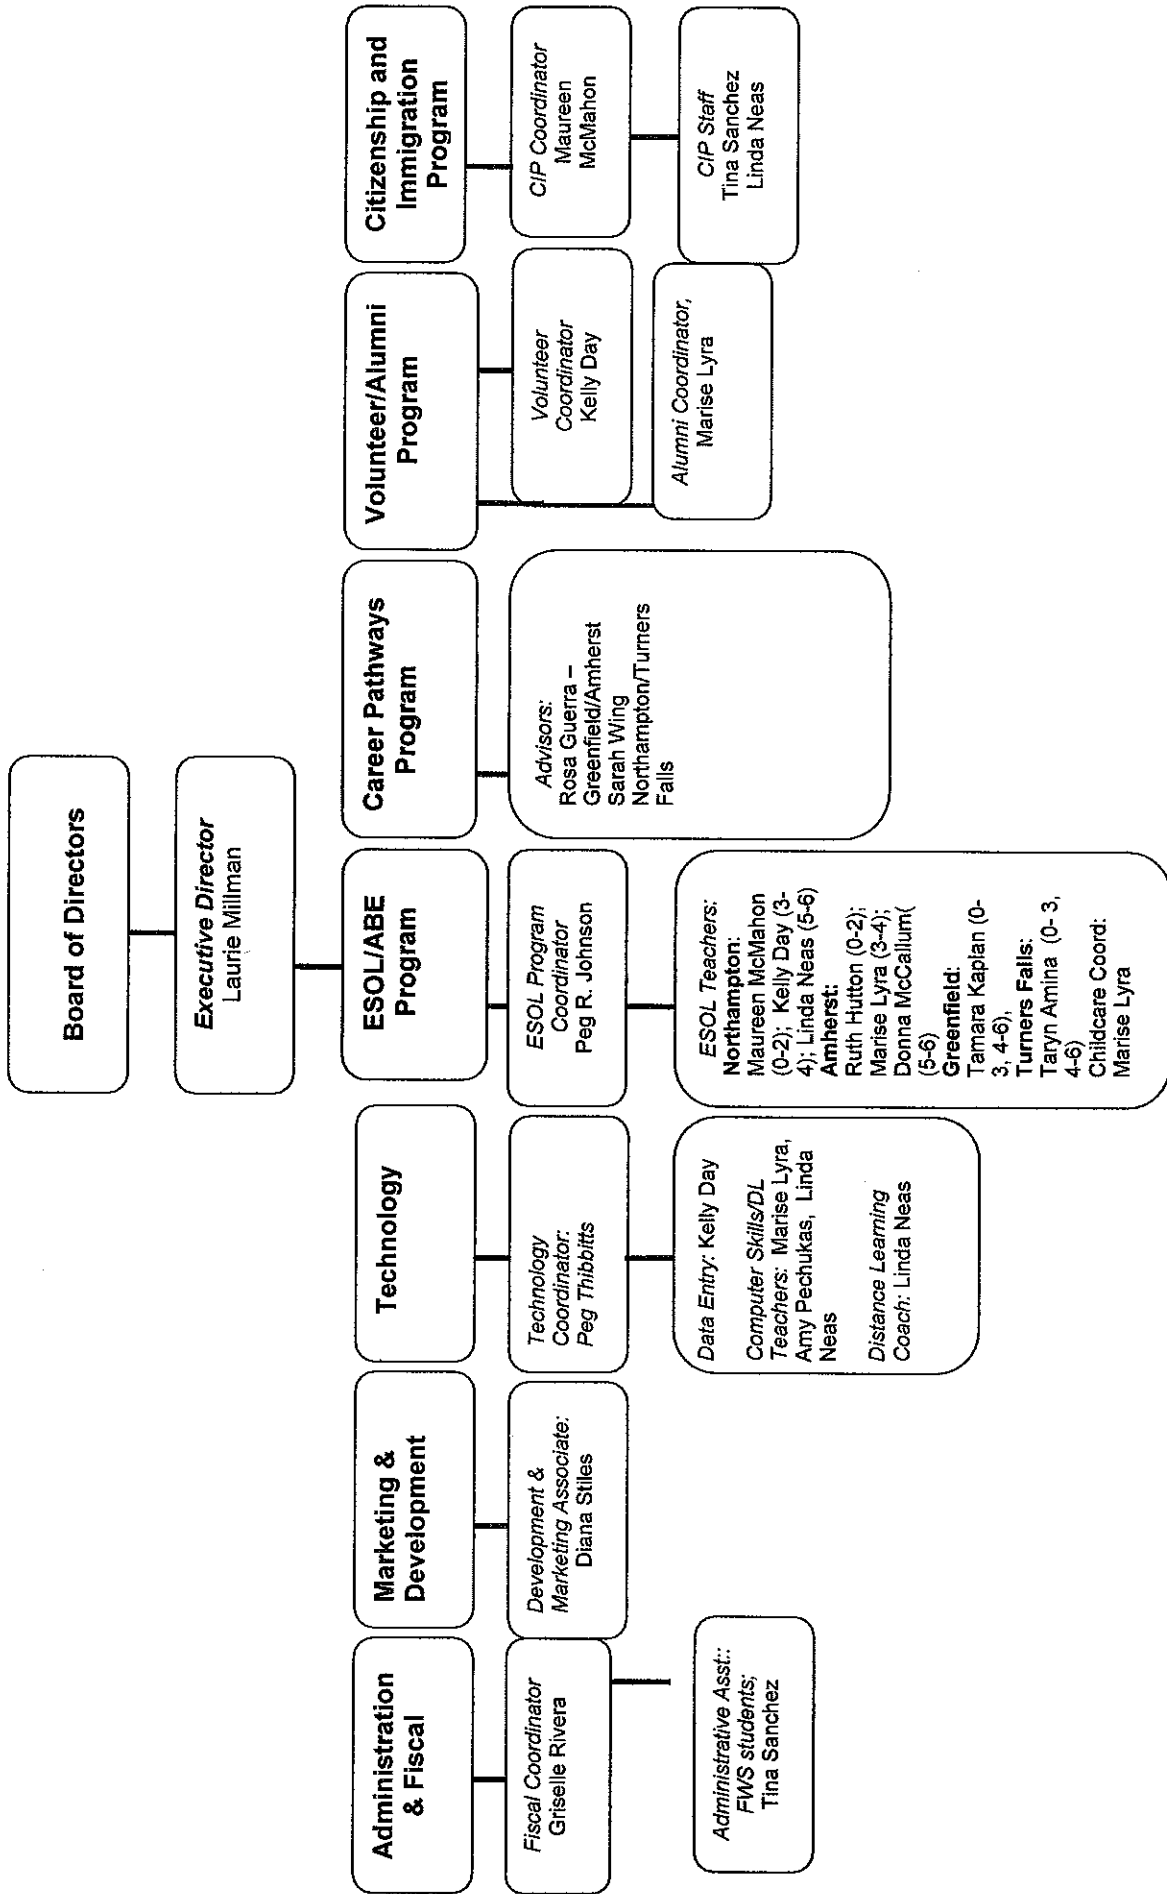 Board of Directors
Executive Director
Laurie Millman
Administration
& Fiscal
Marketing &
Development
Technology
ESOL/ABE
Program
Career Pathways
Program
Volunteer/Alumni
Program
Citizenship and
Immigration
Program
Fiscal Coordinator
Griselle Rivera
Development &
Marketing Associate:
Diana Stiles
Technology
Coordinator:
Peg Thibbitts
ESOL Program
Coordinator
Peg R. Johnson
Advisors:
Rosa Guerra –
Greenfield/Amherst
Sarah Wing
Northampton/Turners
Falls
Volunteer
Coordinator
Kelly Day
CIP Coordinator
Maureen
McMahon
Administrative Asst::
FWS students;
Tina Sanchez
Data Entry: Kelly Day
Computer Skills/DL
Teachers: Marise Lyra,
Amy Pechukas, Linda
Neas
Distance Learning
Coach: Linda Neas
ESOL Teachers:
Northampton:
Maureen McMahon
(0-2); Kelly Day (3-
4); Linda Neas (5-6)
Amherst:
Ruth Hutton (0-2);
Marise Lyra (3-4);
Donna McCallum(
(5-6)
Greenfield:
Tamara Kaplan (0-
3, 4-6),
Turners Falls:
Taryn Amina (0- 3,
4-6)
Childcare Coord:
Marise Lyra
Alumni Coordinator,
Marise Lyra
CIP Staff
Tina Sanchez
Linda Neas